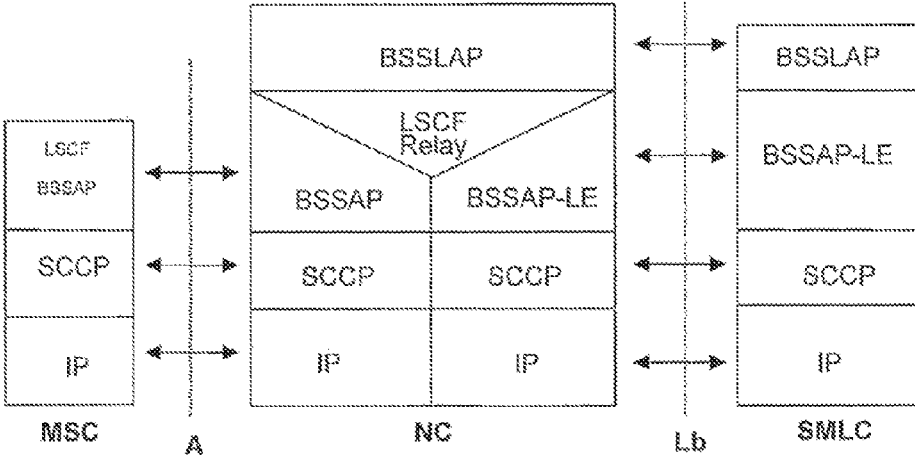 BSSLAP
BSSLAP
LSCF
Relay
LSCF
BSSAP
BSSAP
BSSAP-LE
BSSAP-LE
SCCP
SCCP
SCCP
SCCP
IP
IP
IP
IP
MSC
A
NC
Lb
SMLC